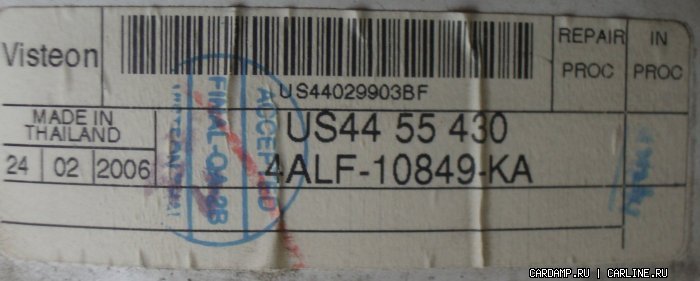 Visteon
US44029903BF
REPAIR PROC
IN PROC
MADE IN
THAILAND
24 02 2006
US44 55 430
4ALF-10849-KA
ACCEPTED
FINAL-QA
CARDAMP.RU | CARLINE.RU